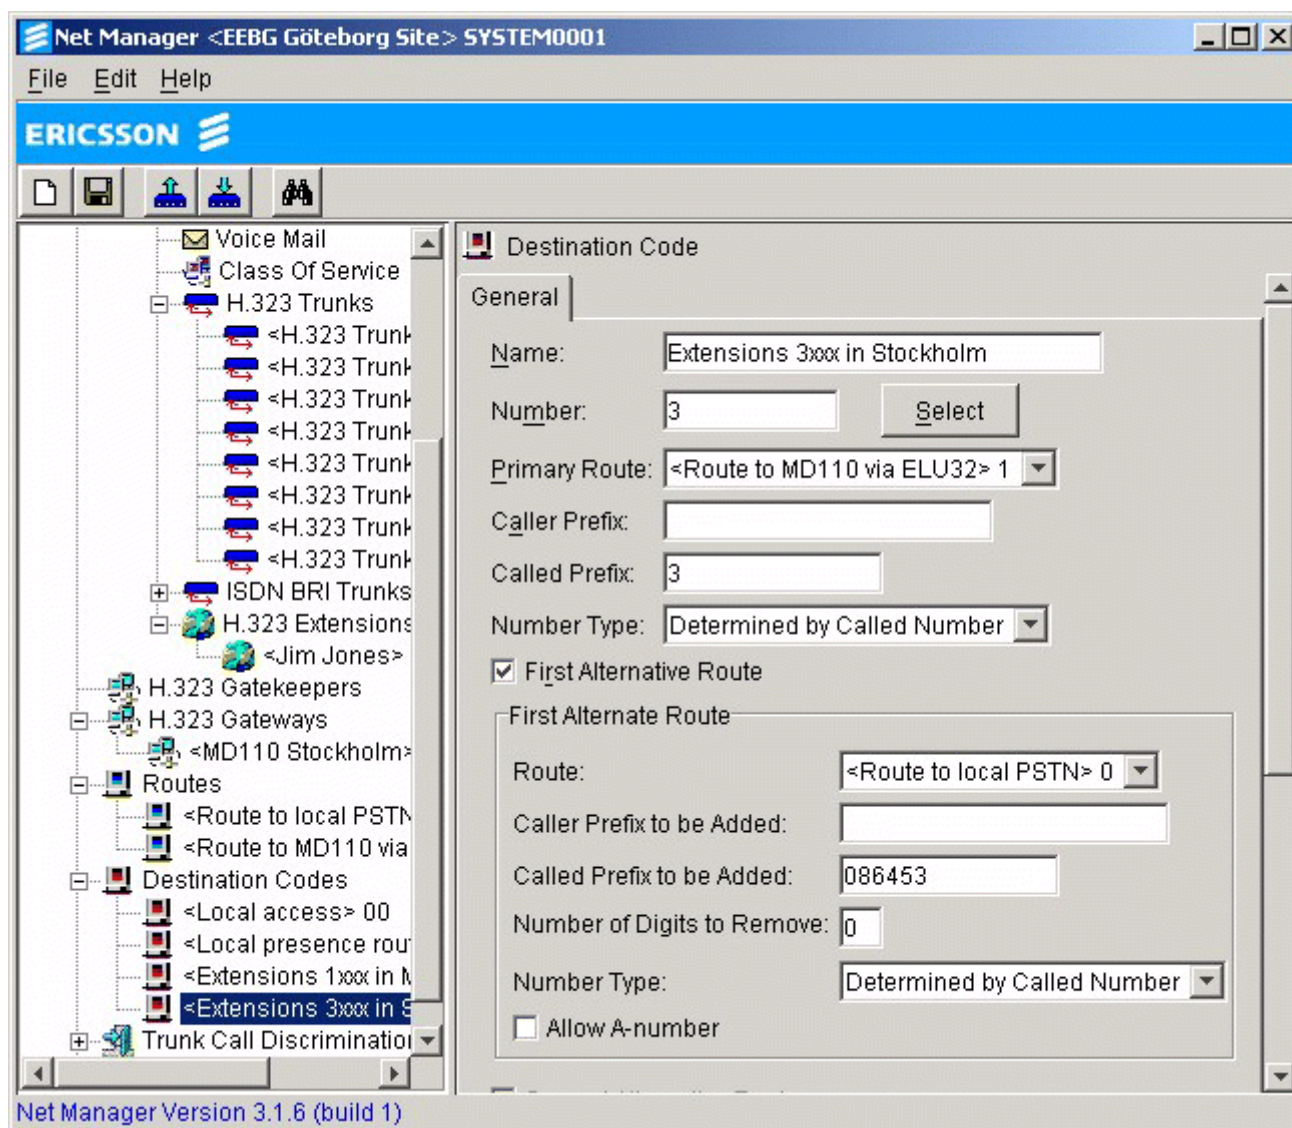 Net Manager <EEBG Göteborg Site> SYSTEM0001
File Edit Help
ERICSSON
Voice Mail
Class Of Service
H.323 Trunks
<H.323 Trunk
<H.323 Trunk
<H.323 Trunk
<H.323 Trunk
<H.323 Trunk
<H.323 Trunk
<H.323 Trunk
<H.323 Trunk
ISDN BRI Trunks
H.323 Extensions
<Jim Jones>
H.323 Gatekeepers
H.323 Gateways
<MD110 Stockholm>
Routes
<Route to local PSTN
<Route to MD110 via
Destination Codes
<Local access> 00
<Local presence rou
<Extensions 1xxx in M
<Extensions 3xxx in S
Trunk Call Discrimination
Destination Code
General
Name: Extensions 3xxx in Stockholm
Number: 3 Select
Primary Route: <Route to MD110 via ELU32> 1
Caller Prefix:
Called Prefix: 3
Number Type: Determined by Called Number
First Alternative Route
First Alternate Route
Route: <Route to local PSTN> 0
Caller Prefix to be Added:
Called Prefix to be Added: 086453
Number of Digits to Remove: 0
Number Type: Determined by Called Number
Allow A-number
Net Manager Version 3.1.6 (build 1)